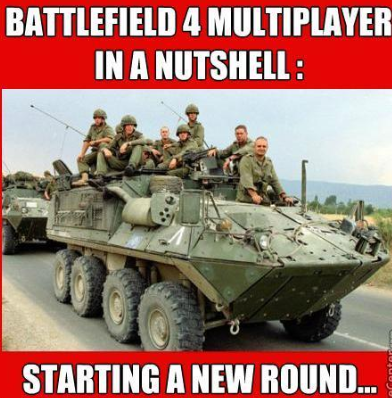 BATTLEFIELD 4 MULTIPLAYER
IN A NUTSHELL :
STARTING A NEW ROUND...